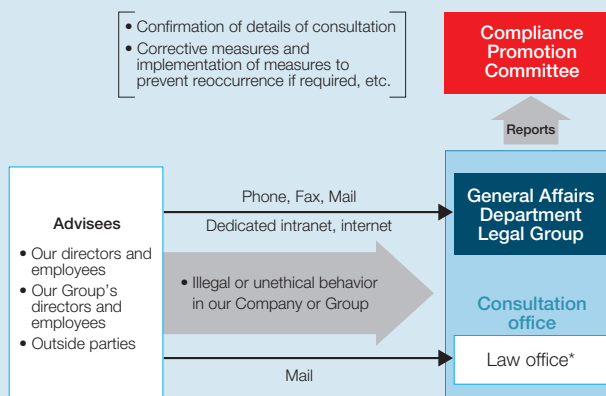 • Confirmation of details of consultation
• Corrective measures and
implementation of measures to
prevent reoccurrence if required, etc.
Compliance
Promotion
Committee
Reports
Advisees
• Our directors and
employees
• Our Group's
directors and
employees
• Outside parties
Phone, Fax, Mail
Dedicated intranet, internet
• Illegal or unethical behavior
in our Company or Group
Mail
General Affairs
Department
Legal Group
Consultation
office
Law office*